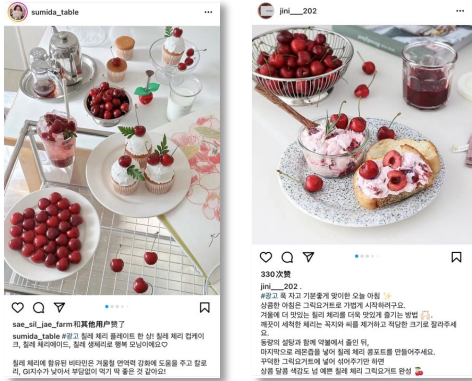 sumida_table
sae_sil_jae_farm和其他用户赞了
sumida_table #광고 칠레 체리 플레이트 한 상! 칠레 체리 컵케이
크, 칠레 체리에이드, 칠레 생체리로 행복 모닝이에요♡
칠레 체리에 함유된 비타민은 겨울철 면역력 강화에 도움을 주고 칼로
리, GI지수가 낮아서 부담없이 먹기 딱 좋은 것 같아요!
jini___202
330次赞
#광고 푹 자고 기분좋게 맞이한 오늘 아침 ✨
상큼한 아침은 그릭요거트로 가볍게 시작하려구요.
겨울에 더 맛있는 칠리 체리를 더욱 맛있게 즐기는 방법
깨끗이 세척한 체리는 꼭지와 씨를 제거하고 적당한 크기로 잘라주세
요.
동량의 설탕과 함께 약불에서 졸인 뒤,
마지막으로 레몬즙을 넣어 칠레 체리 콩포트를 만들어주세요.
꾸덕한 그릭요거트에 넣어 섞어주기만 하면
상큼 달콤 색감도 넘 예쁜 칠레 체리 그릭요거트 완성 🍒